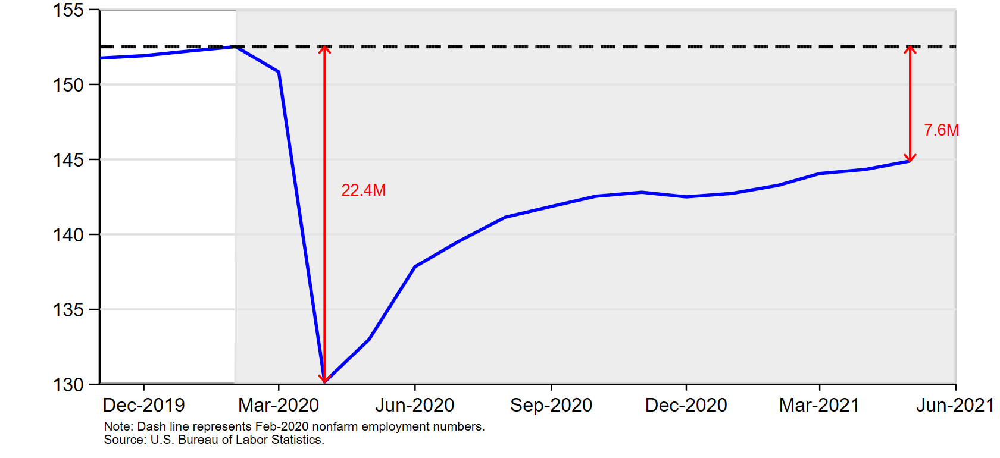 155
150
145
140
135
130
22.4M
7.6M
Dec-2019 Mar-2020 Jun-2020 Sep-2020 Dec-2020 Mar-2021 Jun-2021
Note: Dash line represents Feb-2020 nonfarm employment numbers.
Source: U.S. Bureau of Labor Statistics.